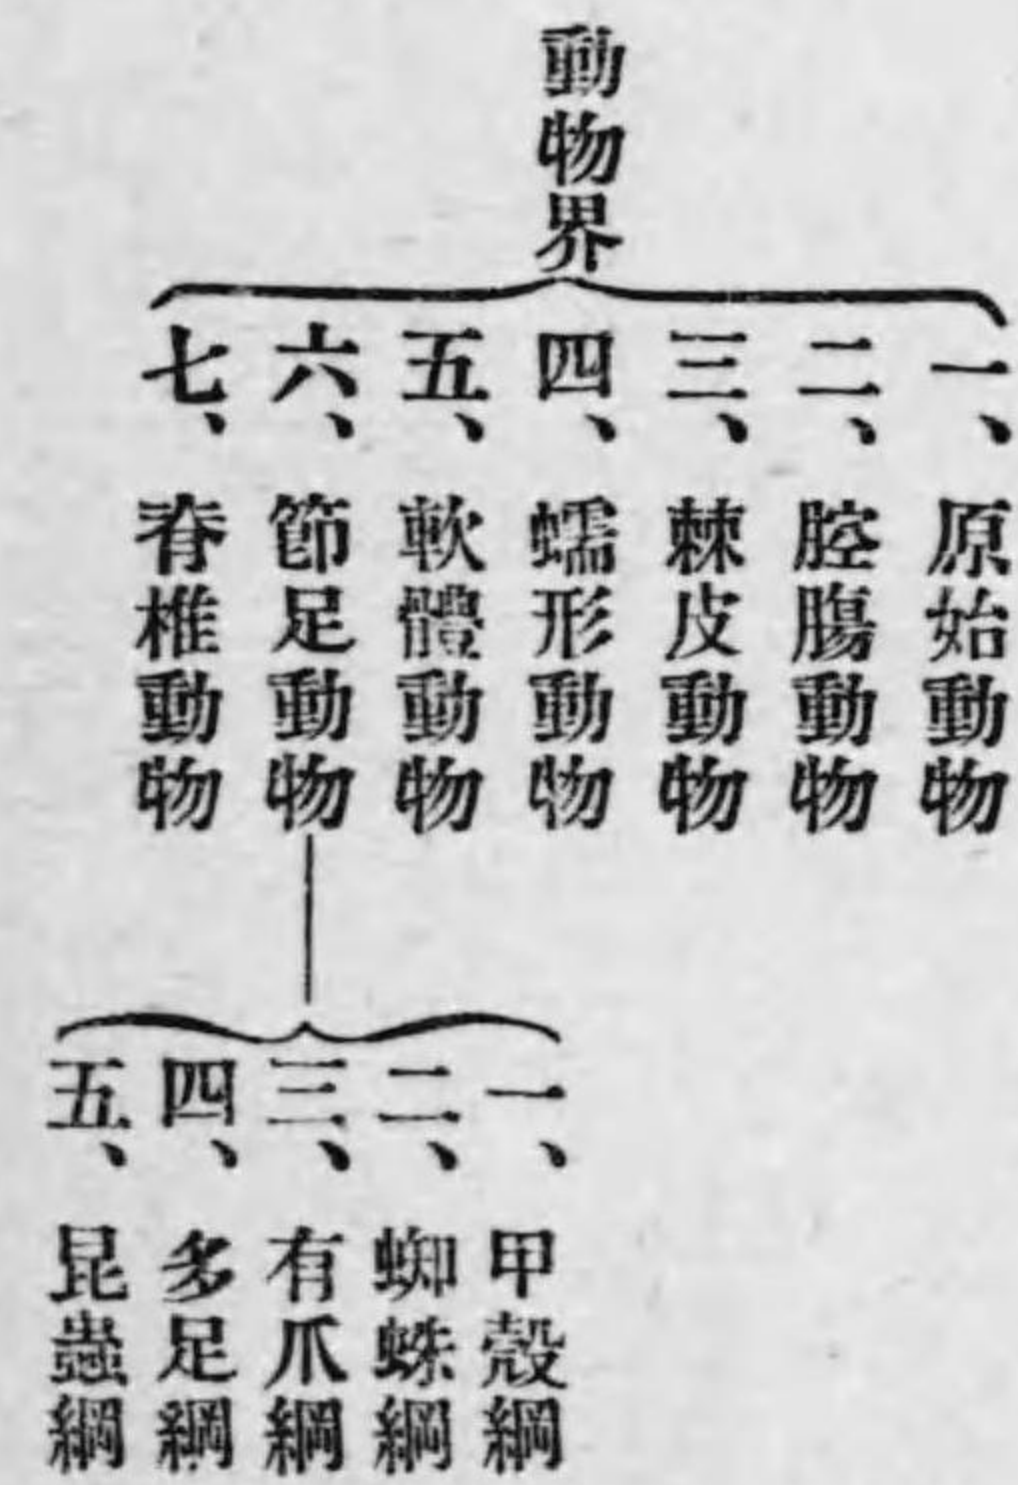 動物界
一、原始動物
二、腔腸動物
三、棘皮動物
四、蠕形動物
五、軟體動物
六、節足動物
七、脊椎動物
一、甲殼綱
二、蜘蛛綱
三、有爪綱
四、多足綱
五、昆蟲綱